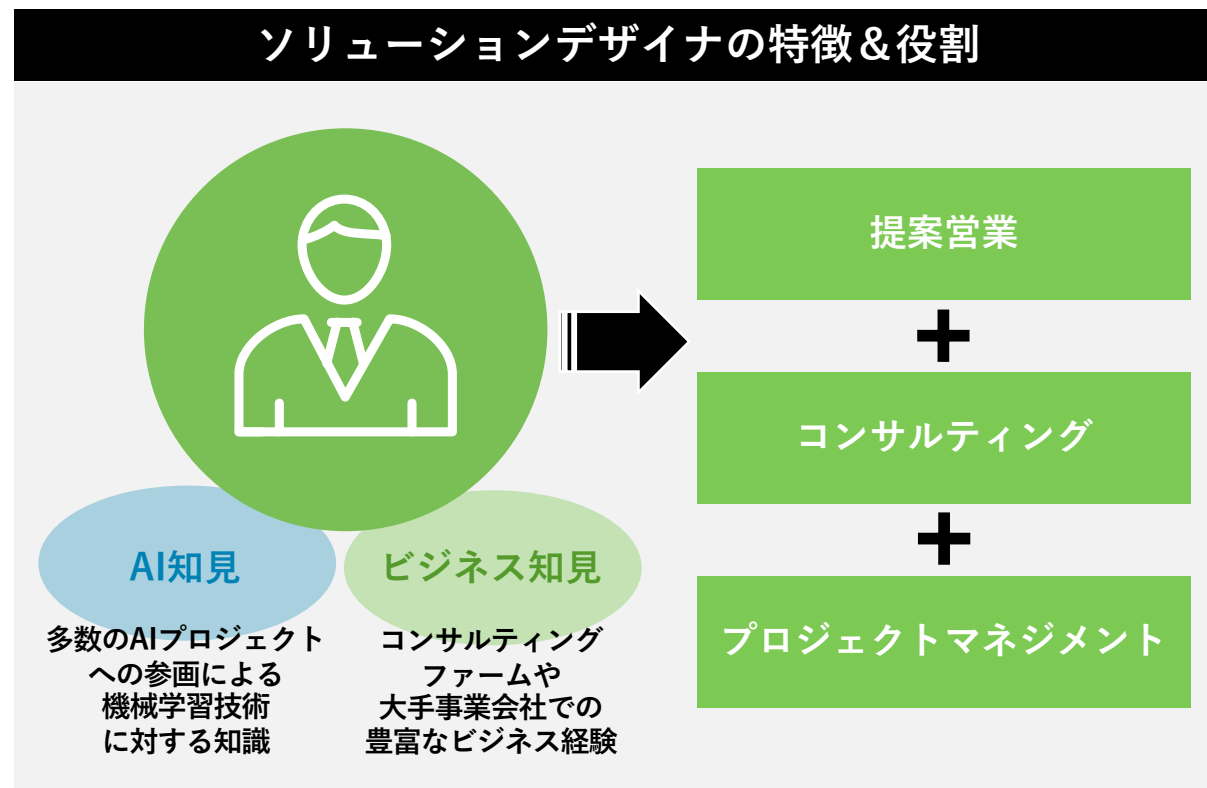 ソリューションデザイナの特徴＆役割
AI知見
多数のAIプロジェクト
への参画による
機械学習技術
に対する知識
ビジネス知見
コンサルティング
ファームや
大手事業会社での
豊富なビジネス経験
提案営業
+
コンサルティング
+
プロジェクトマネジメント